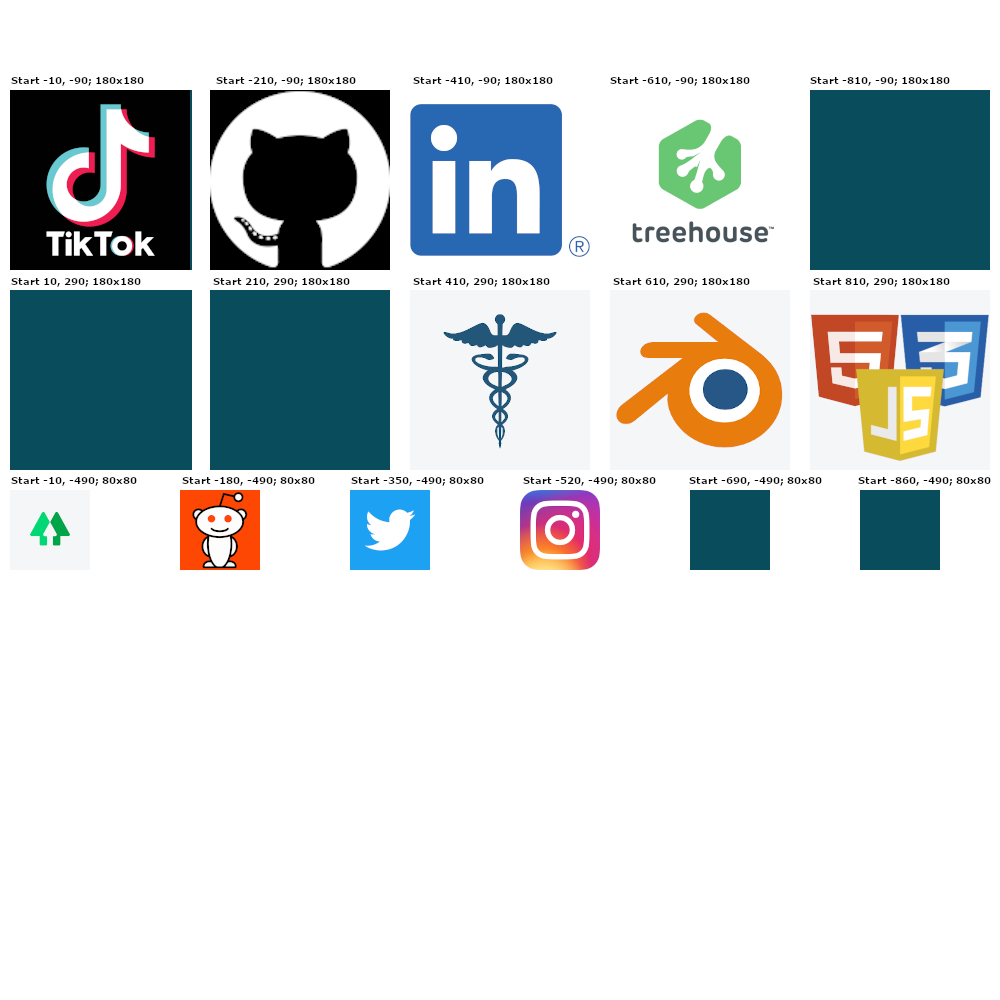 Start -10, -90; 180x180
Start -210, -90; 180x180
Start -410, -90; 180x180
Start -610, -90; 180x180
Start -810, -90; 180x180
TikTok
in
®
treehouse™
Start 10, 290; 180x180
Start 210, 290; 180x180
Start 410, 290; 180x180
Start 610, 290; 180x180
Start 810, 290; 180x180
5
3
JS
Start -10, -490; 80x80
Start -180, -490; 80x80
Start -350, -490; 80x80
Start -520, -490; 80x80
Start -690, -490; 80x80
Start -860, -490; 80x80